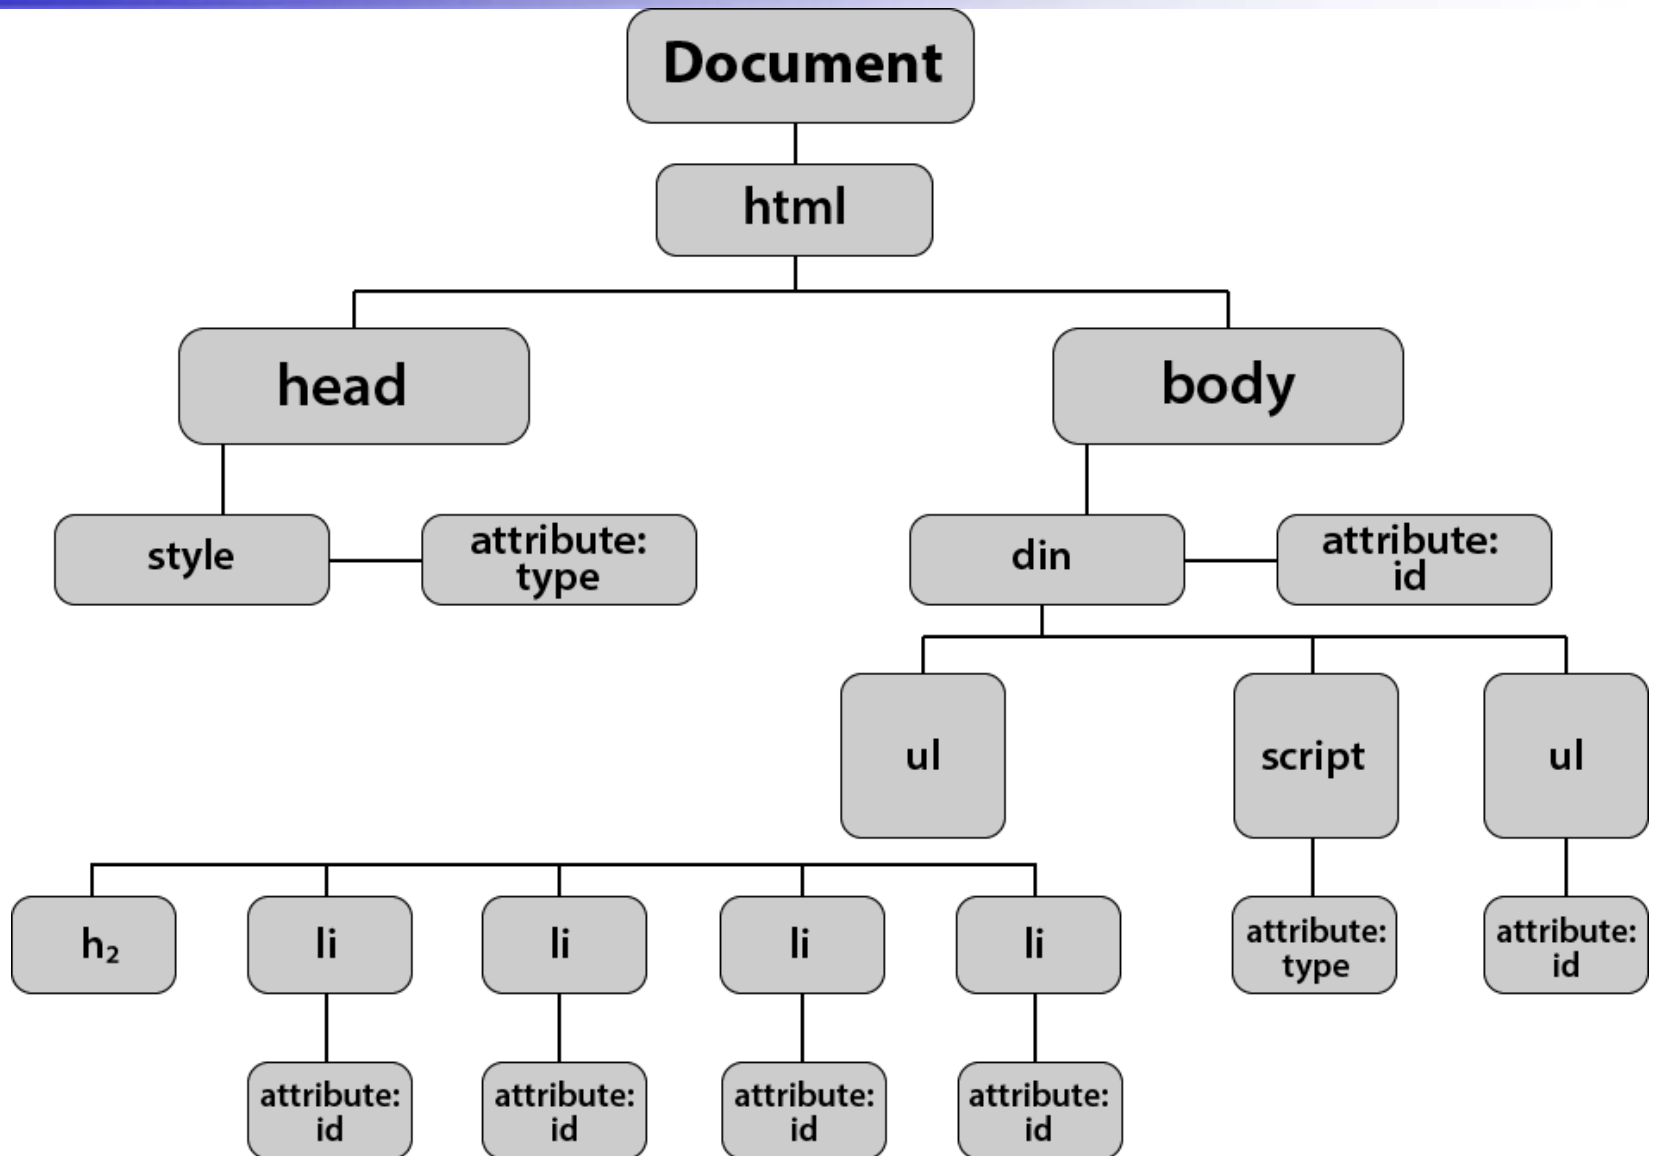 Document
html
head
body
style
attribute:
type
din
attribute:
id
ul
script
ul
h₂
li
li
li
li
attribute:
type
attribute:
id
attribute:
id
attribute:
id
attribute:
id
attribute:
id